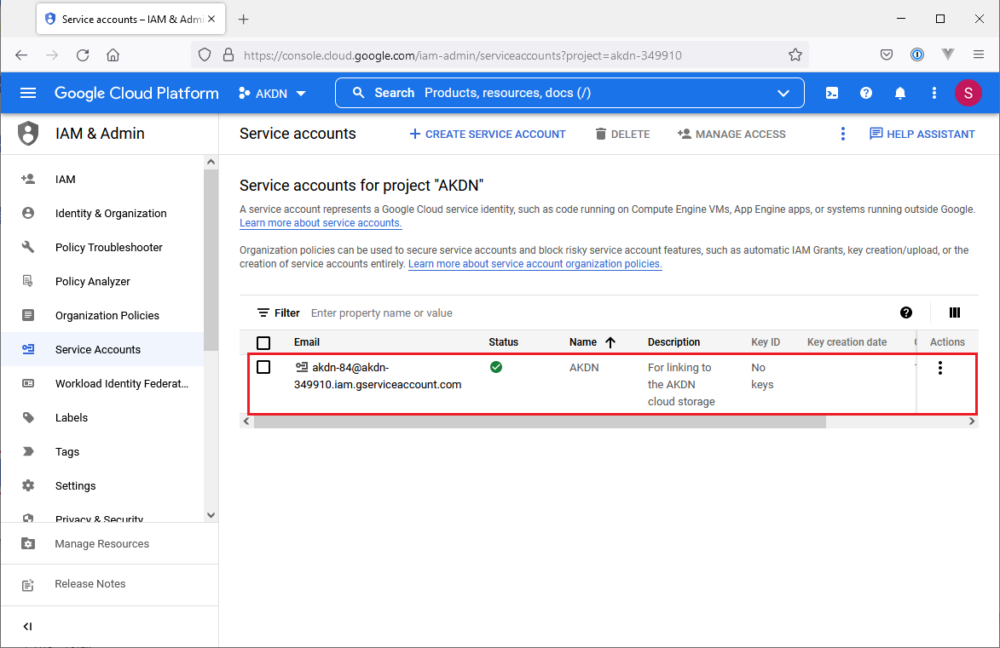 Service accounts – IAM & Admi
https://console.cloud.google.com/iam-admin/serviceaccounts?project=akdn-349910
Google Cloud Platform
AKDN
Search Products, resources, docs (/)
S
IAM & Admin
Service accounts
CREATE SERVICE ACCOUNT
DELETE
MANAGE ACCESS
HELP ASSISTANT
IAM
Identity & Organization
Policy Troubleshooter
Policy Analyzer
Organization Policies
Service Accounts
Workload Identity Federat...
Labels
Tags
Settings
Privacy & Security
Manage Resources
Release Notes
Service accounts for project "AKDN"
A service account represents a Google Cloud service identity, such as code running on Compute Engine VMs, App Engine apps, or systems running outside Google.
Learn more about service accounts.
Organization policies can be used to secure service accounts and block risky service account features, such as automatic IAM Grants, key creation/upload, or the
creation of service accounts entirely. Learn more about service account organization policies.
Filter Enter property name or value
Email Status Name Description Key ID Key creation date Actions
akdn-84@akdn- AKDN For linking to No
349910.iam.gserviceaccount.com the AKDN keys
cloud storage